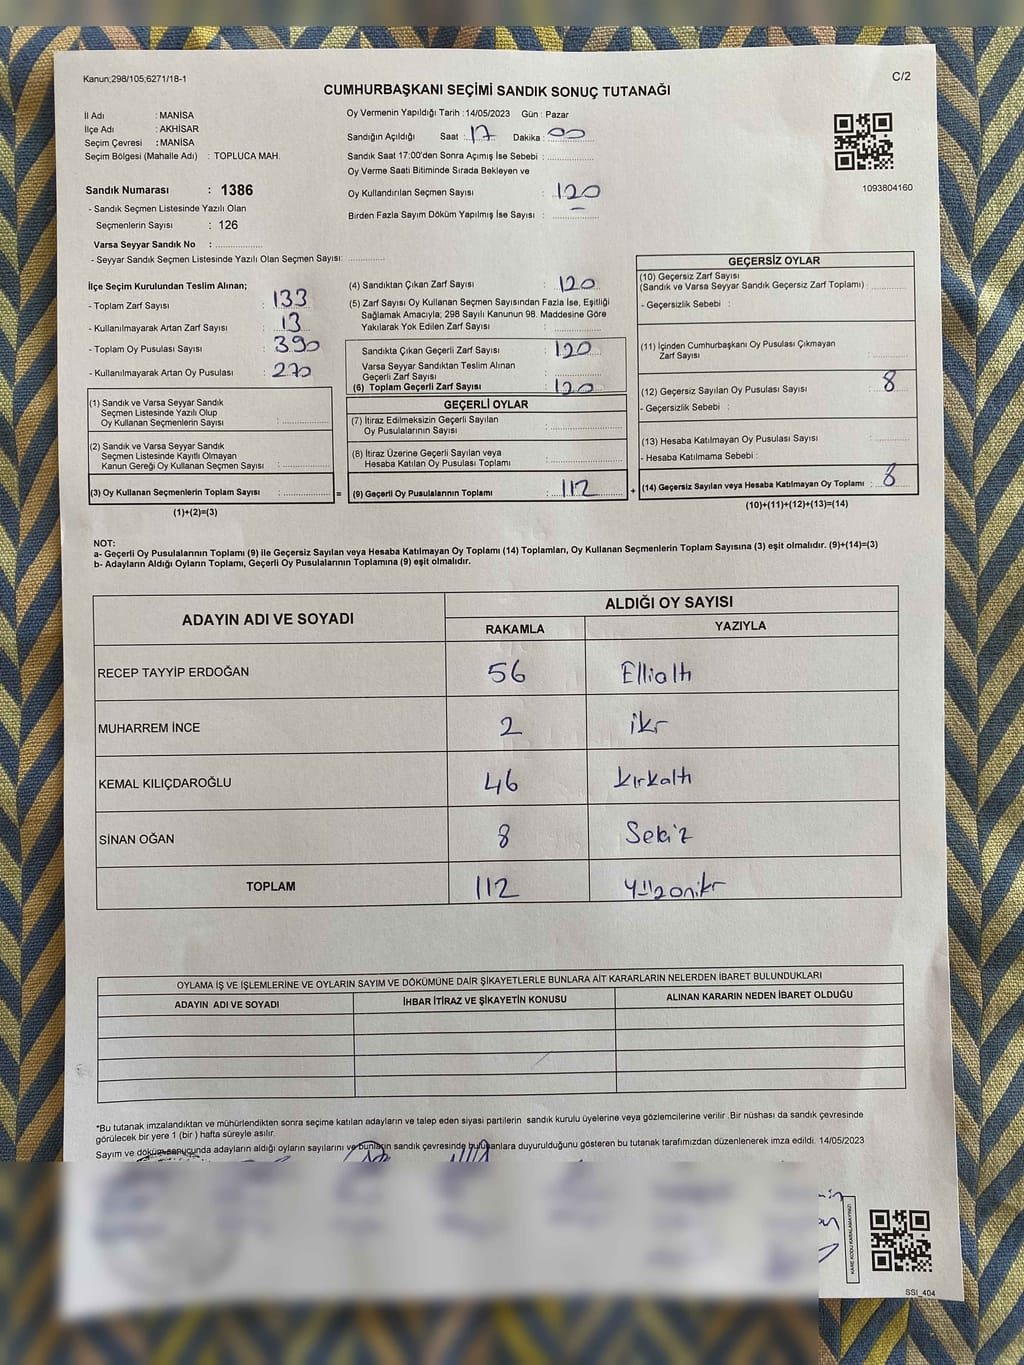 Kanun;298/105;6271/18-1
C/2
CUMHURBAŞKANI SEÇİMİ SANDIK SONUÇ TUTANAĞI
İl Adı : MANİSA
İlçe Adı : AKHİSAR
Seçim Çevresi : MANİSA
Seçim Bölgesi (Mahalle Adı) : TOPLUCA MAH.
Sandık Numarası : 1386
- Sandık Seçmen Listesinde Yazılı Olan
Seçmenlerin Sayısı : 126
Varsa Seyyar Sandık No : ..................
- Seyyar Sandık Seçmen Listesinde Yazılı Olan Seçmen Sayısı: .............
Oy Vermenin Yapıldığı Tarih : 14/05/2023 Gün : Pazar
Sandığın Açıldığı Saat : 17 Dakika : 00
Sandık Saat 17:00'den Sonra Açımış İse Sebebi : ................
Oy Verme Saati Bitiminde Sırada Bekleyen ve
Oy Kullandırılan Seçmen Sayısı : 120
Birden Fazla Sayım Döküm Yapılmış İse Sayısı : ................
1093804160
İlçe Seçim Kurulundan Teslim Alınan;
- Toplam Zarf Sayısı : 133
- Kullanılmayarak Artan Zarf Sayısı : 13
- Toplam Oy Pusulası Sayısı : 390
- Kullanılmayarak Artan Oy Pusulası : 270
(4) Sandıktan Çıkan Zarf Sayısı : 120
(5) Zarf Sayısı Oy Kullanan Seçmen Sayısından Fazla İse, Eşitliği
Sağlamak Amacıyla; 298 Sayılı Kanunun 98. Maddesine Göre
Yakılarak Yok Edilen Zarf Sayısı : ................
Sandıkta Çıkan Geçerli Zarf Sayısı : 120
Varsa Seyyar Sandıktan Teslim Alınan
Geçerli Zarf Sayısı : ................
(6) Toplam Geçerli Zarf Sayısı : 120
GEÇERSİZ OYLAR
(10) Geçersiz Zarf Sayısı
(Sandık ve Varsa Seyyar Sandık Geçersiz Zarf Toplamı) : .............
- Geçersizlik Sebebi :
(11) İçinden Cumhurbaşkanı Oy Pusulası Çıkmayan
Zarf Sayısı : .............
(12) Geçersiz Sayılan Oy Pusulası Sayısı : 8
- Geçersizlik Sebebi :
(13) Hesaba Katılmayan Oy Pusulası Sayısı : .............
- Hesaba Katılmama Sebebi :
(14) Geçersiz Sayılan veya Hesaba Katılmayan Oy Toplamı : 8
(10)+(11)+(12)+(13)=(14)
(1) Sandık ve Varsa Seyyar Sandık
Seçmen Listesinde Yazılı Olup
Oy Kullanan Seçmenlerin Sayısı : .............
(2) Sandık ve Varsa Seyyar Sandık
Seçmen Listesinde Kayıtlı Olmayan
Kanun Gereği Oy Kullanan Seçmen Sayısı : .............
(3) Oy Kullanan Seçmenlerin Toplam Sayısı : ............. =
(1)+(2)=(3)
GEÇERLİ OYLAR
(7) İtiraz Edilmeksizin Geçerli Sayılan
Oy Pusulalarının Sayısı : ................
(8) İtiraz Üzerine Geçerli Sayılan veya
Hesaba Katılan Oy Pusulası Toplamı : ................
(9) Geçerli Oy Pusulalarının Toplamı : 112 +
NOT:
a- Geçerli Oy Pusulalarının Toplamı (9) ile Geçersiz Sayılan veya Hesaba Katılmayan Oy Toplamı (14) Toplamları, Oy Kullanan Seçmenlerin Toplam Sayısına (3) eşit olmalıdır. (9)+(14)=(3)
b- Adayların Aldığı Oyların Toplamı, Geçerli Oy Pusulalarının Toplamına (9) eşit olmalıdır.
ADAYIN ADI VE SOYADI ALDIĞI OY SAYISI
RAKAMLA YAZIYLA
RECEP TAYYİP ERDOĞAN 56 Ellialtı
MUHARREM İNCE 2 iki
KEMAL KILIÇDAROĞLU 46 kırkaltı
SİNAN OĞAN 8 Sekiz
TOPLAM 112 Yüzoniki
OYLAMA İŞ VE İŞLEMLERİNE VE OYLARIN SAYIM VE DÖKÜMÜNE DAİR ŞİKAYETLERLE BUNLARA AİT KARARLARIN NELERDEN İBARET BULUNDUKLARI
ADAYIN ADI VE SOYADI İHBAR İTİRAZ VE ŞİKAYETİN KONUSU ALINAN KARARIN NEDEN İBARET OLDUĞU
*Bu tutanak imzalandıktan ve mühürlendikten sonra seçime katılan adayların ve talep eden siyasi partilerin sandık kurulu üyelerine veya gözlemcilerine verilir .Bir nüshası da sandık çevresinde
görülecek bir yere 1 (bir ) hafta süreyle asılır.
Sayım ve döküm sonuçunda adayların aldığı oyların sayılarını ve bunların sandık çevresinde bulunanlara duyurulduğunu gösteren bu tutanak tarafımızdan düzenlenerek imza edildi. 14/05/2023
KARE KODU KARALAMAYINIZ!
SSI_404